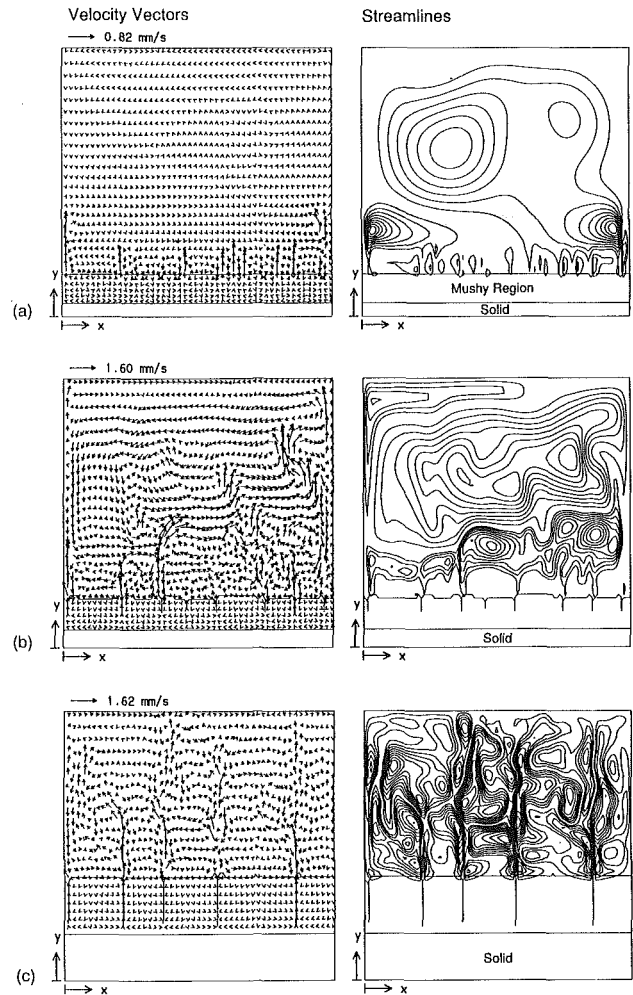 Velocity Vectors
Streamlines
0.82 mm/s
y
x
y
Mushy Region
Solid
x
(a)
1.60 mm/s
y
x
y
Solid
x
(b)
1.62 mm/s
y
x
y
Solid
x
(c)